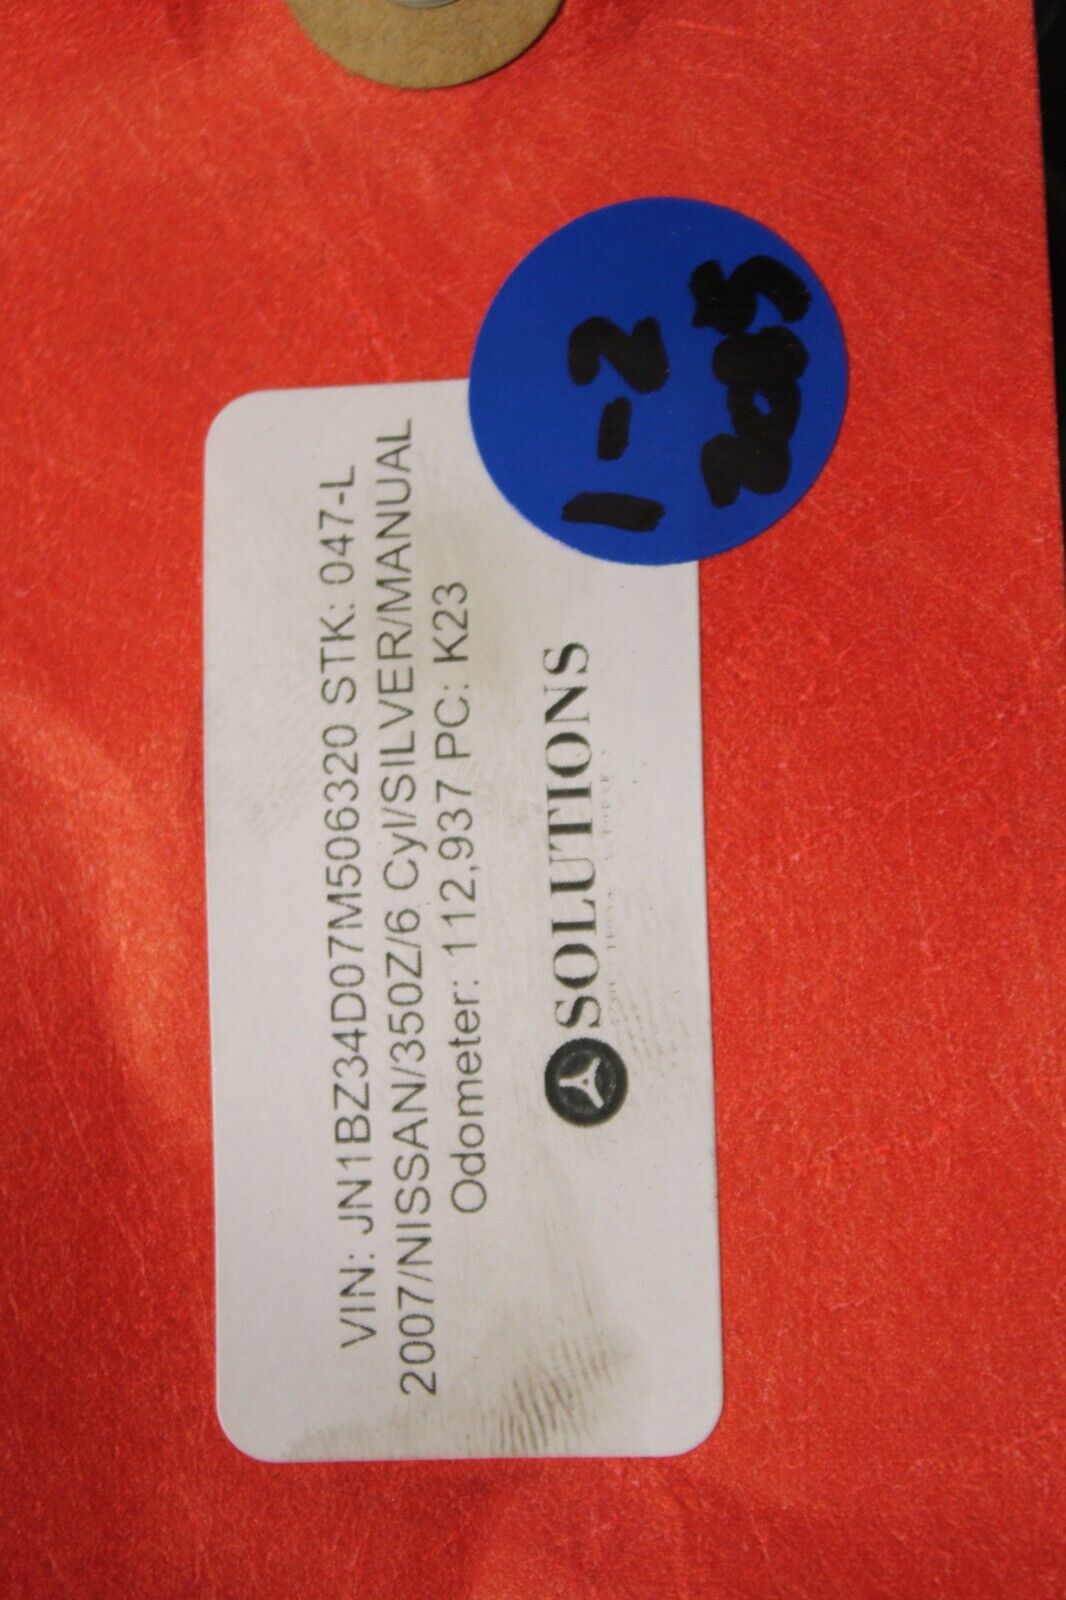 VIN: JN1BZ34D07M506320 STK: 047-L
2007/NISSAN/350Z/6 Cyl/SILVER/MANUAL
Odometer: 112,937 PC: K23
SOLUTIONS
1-2